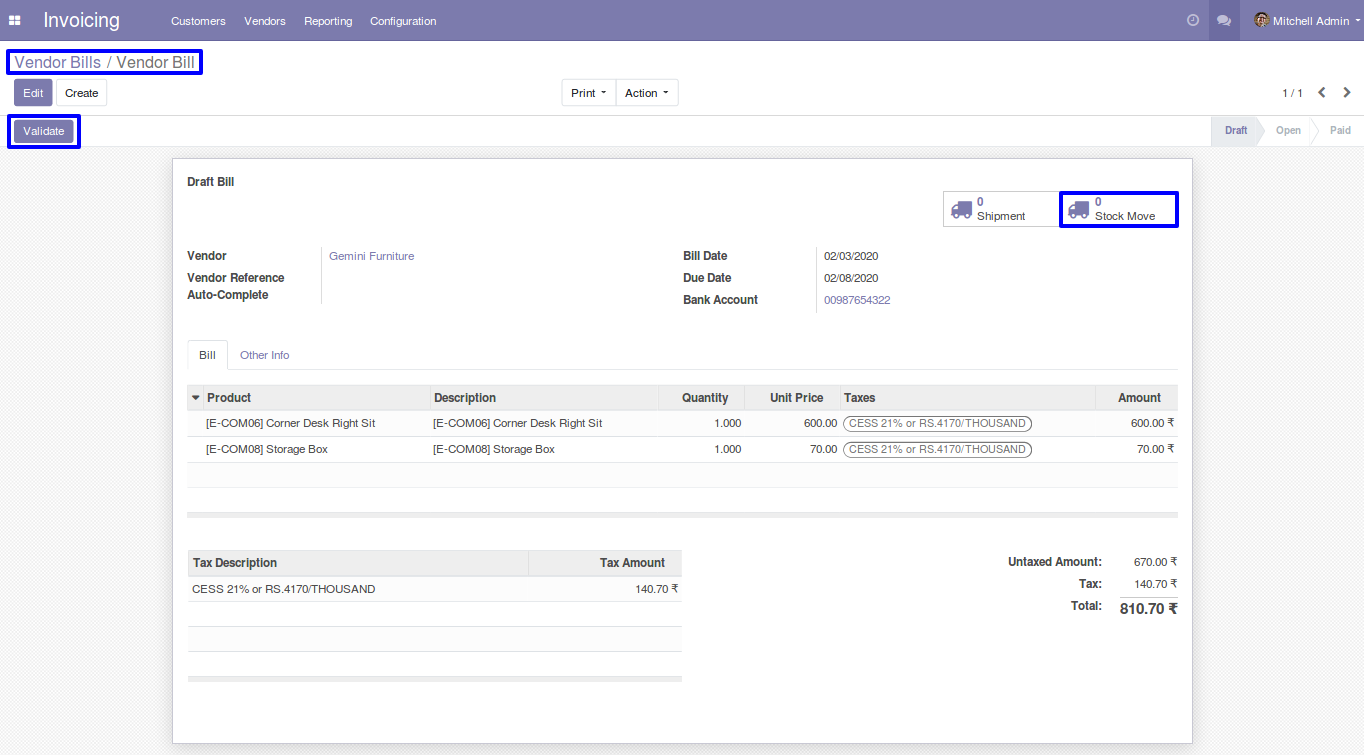 Invoicing Customers Vendors Reporting Configuration Mitchell Admin
Vendor Bills / Vendor Bill
Edit Create Print Action 1 / 1
Validate Draft Open Paid
Draft Bill
0 Shipment 0 Stock Move
Vendor Gemini Furniture Bill Date 02/03/2020
Vendor Reference Due Date 02/08/2020
Auto-Complete Bank Account 00987654322
Bill Other Info
Product Description Quantity Unit Price Taxes Amount
[E-COM06] Corner Desk Right Sit [E-COM06] Corner Desk Right Sit 1.000 600.00 CESS 21% or RS.4170/THOUSAND 600.00 ₹
[E-COM08] Storage Box [E-COM08] Storage Box 1.000 70.00 CESS 21% or RS.4170/THOUSAND 70.00 ₹
Tax Description Tax Amount Untaxed Amount: 670.00 ₹
CESS 21% or RS.4170/THOUSAND 140.70 ₹ Tax: 140.70 ₹
Total: 810.70 ₹